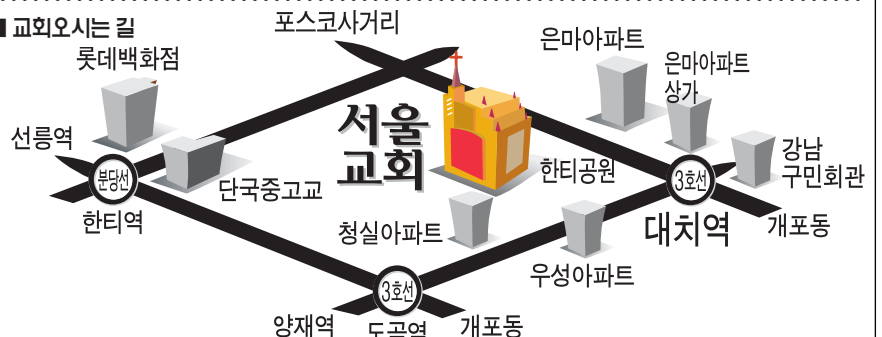 교회오시는 길
포스코사거리
롯데백화점
은마아파트
은마아파트
상가
선릉역
서울
교회
분당선
단국중고교
한티공원
3호선
강남
구민회관
한티역
청실아파트
대치역
개포동
우성아파트
3호선
양재역
도곡역
개포동